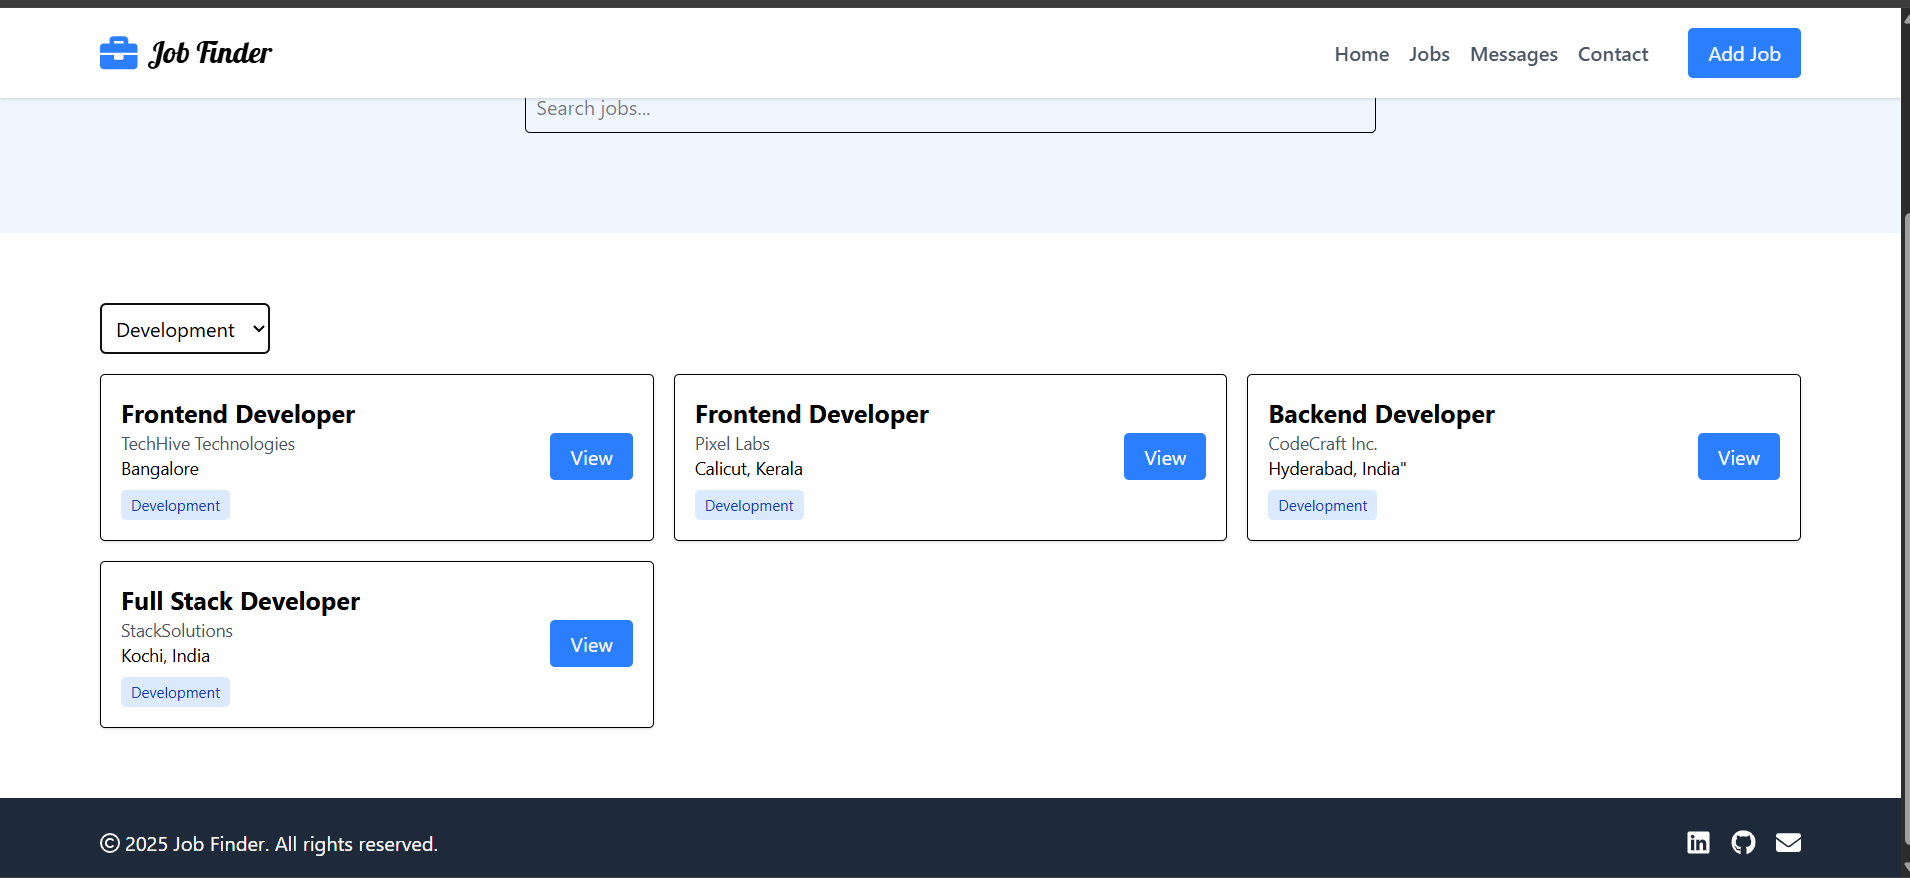 Job Finder
Home Jobs Messages Contact Add Job
Search jobs...
Development
Frontend Developer
TechHive Technologies
Bangalore
Development
View
Frontend Developer
Pixel Labs
Calicut, Kerala
Development
View
Backend Developer
CodeCraft Inc.
Hyderabad, India"
Development
View
Full Stack Developer
StackSolutions
Kochi, India
Development
View
© 2025 Job Finder. All rights reserved.